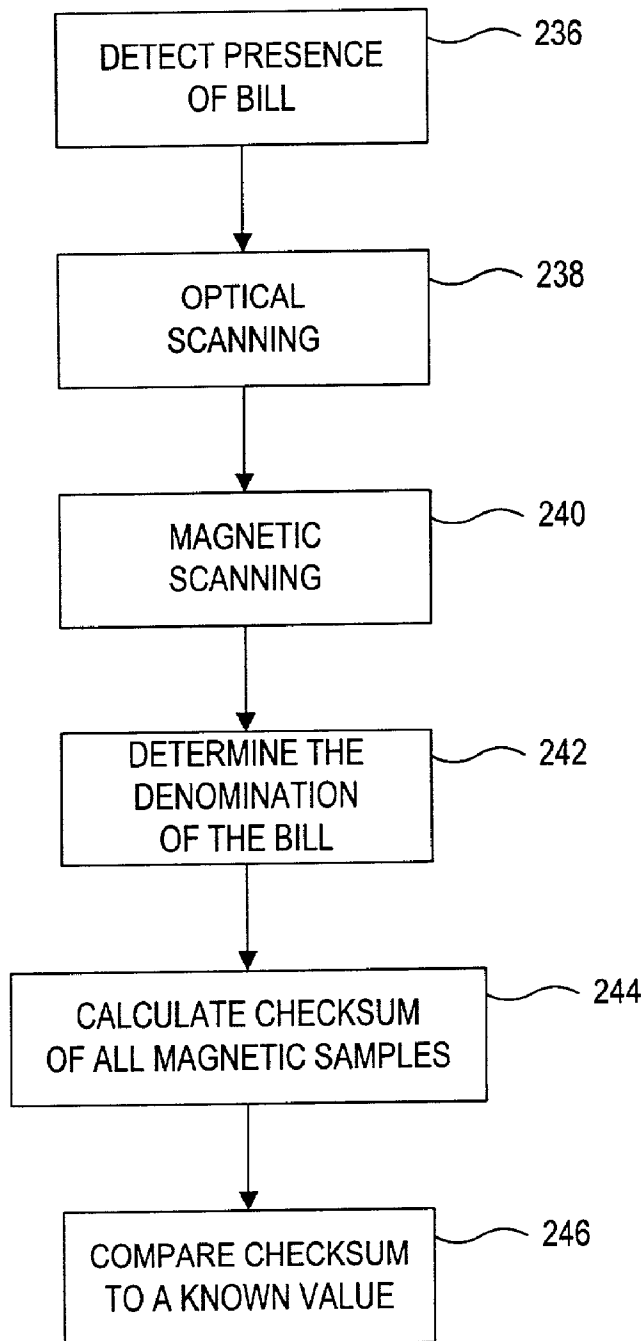 DETECT PRESENCE
OF BILL
236
OPTICAL
SCANNING
238
MAGNETIC
SCANNING
240
DETERMINE THE
DENOMINATION
OF THE BILL
242
CALCULATE CHECKSUM
OF ALL MAGNETIC SAMPLES
244
COMPARE CHECKSUM
TO A KNOWN VALUE
246